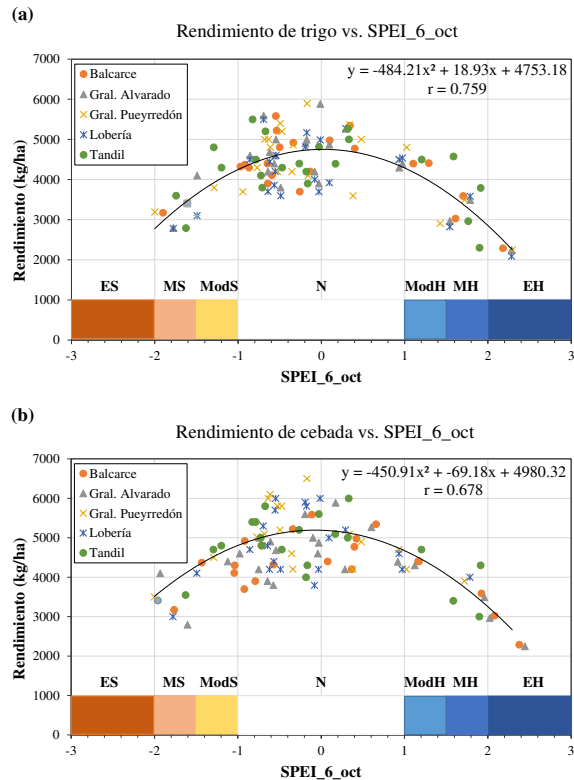 (a)
Rendimiento de trigo vs. SPEI_6_oct
7000
6000
5000
4000
3000
2000
1000
0
Rendimiento (kg/ha)
Balcarce
Gral. Alvarado
Gral. Pueyrredón
Lobería
Tandil
y = -484.21x² + 18.93x + 4753.18
r = 0.759
ES MS ModS N ModH MH EH
-3 -2 -1 0 1 2 3
SPEI_6_oct
(b)
Rendimiento de cebada vs. SPEI_6_oct
7000
6000
5000
4000
3000
2000
1000
0
Rendimiento (kg/ha)
Balcarce
Gral. Alvarado
Gral. Pueyrredón
Lobería
Tandil
y = -450.91x² + -69.18x + 4980.32
r = 0.678
ES MS ModS N ModH MH EH
-3 -2 -1 0 1 2 3
SPEI_6_oct